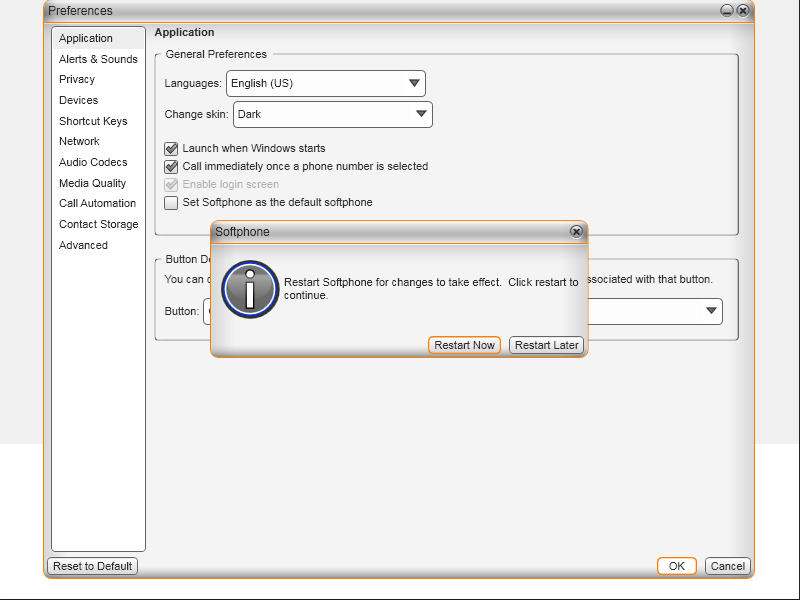 Preferences
Application
Alerts & Sounds
Privacy
Devices
Shortcut Keys
Network
Audio Codecs
Media Quality
Call Automation
Contact Storage
Advanced
Application
General Preferences
Languages: English (US)
Change skin: Dark
Launch when Windows starts
Call immediately once a phone number is selected
Enable login screen
Set Softphone as the default softphone
Button
You can
associated with that button.
Button:
Softphone
Restart Softphone for changes to take effect. Click restart to
continue.
Restart Now
Restart Later
Reset to Default
OK
Cancel